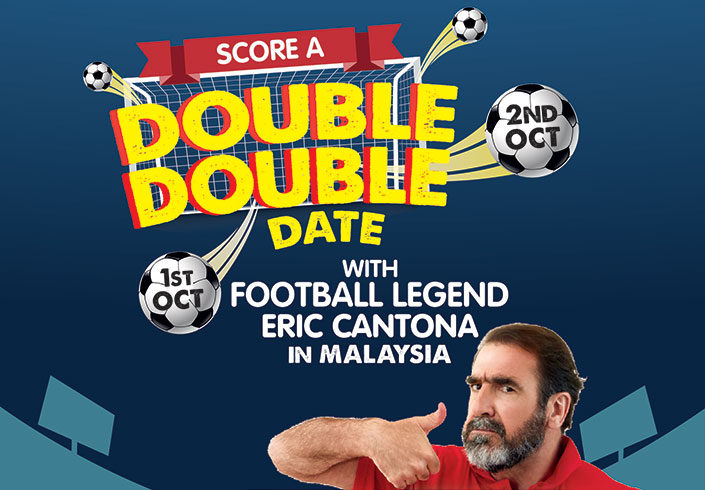 SCORE A
DOUBLE
DOUBLE
DATE
2ND
OCT
1ST
OCT
WITH
FOOTBALL LEGEND
ERIC CANTONA
IN MALAYSIA